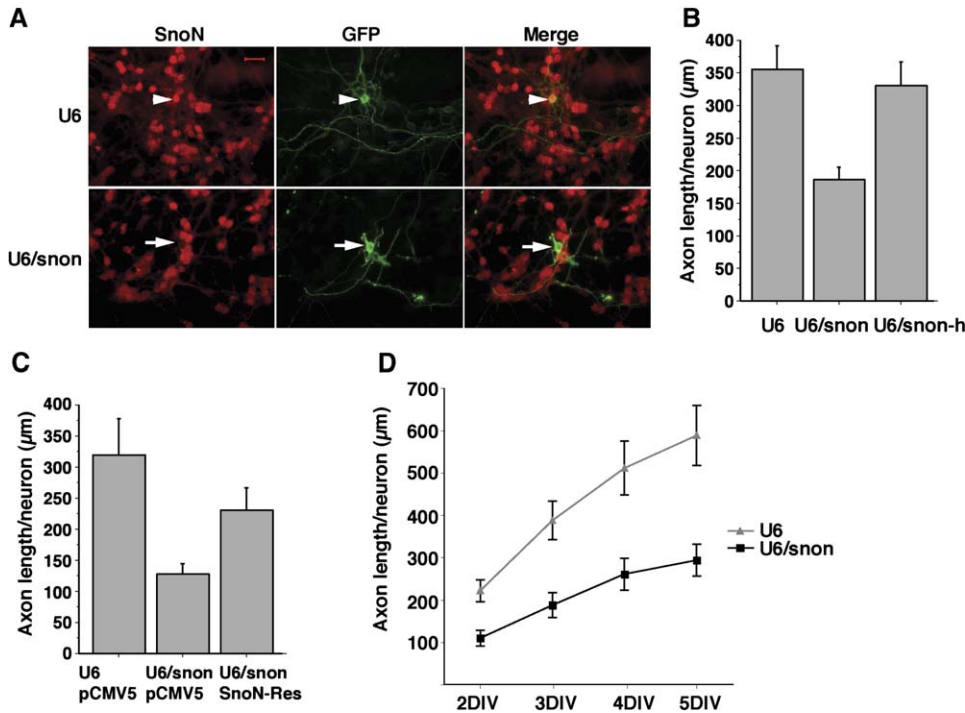 A
SnoN GFP Merge
U6
U6/snon
B
Axon length/neuron (µm)
400
350
300
250
200
150
100
50
0
U6 U6/snon U6/snon-h
C
Axon length/neuron (µm)
400
350
300
250
200
150
100
50
0
U6 U6/snon U6/snon
pCMV5 pCMV5 SnoN-Res
D
Axon length/neuron (µm)
700
600
500
400
300
200
100
2DIV 3DIV 4DIV 5DIV
U6
U6/snon